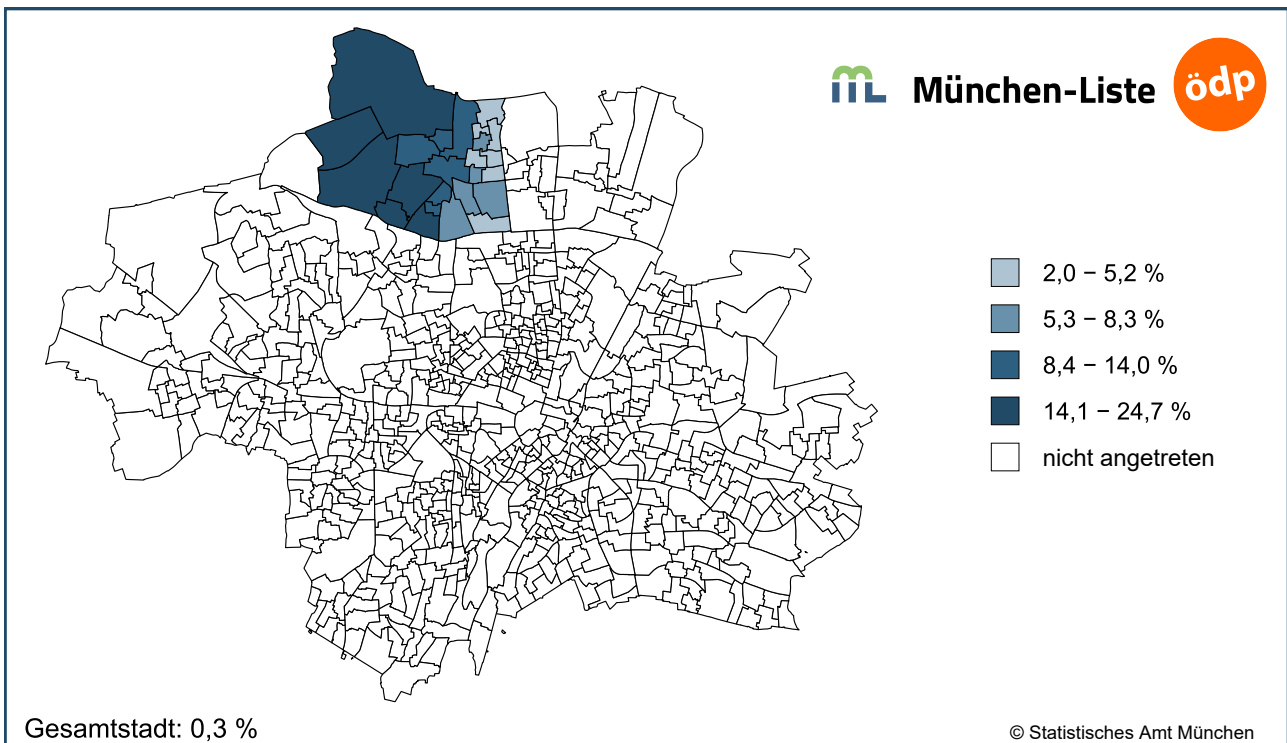 mL München-Liste ödp
2,0 – 5,2 %
5,3 – 8,3 %
8,4 – 14,0 %
14,1 – 24,7 %
nicht angetreten
Gesamtstadt: 0,3 %
© Statistisches Amt München